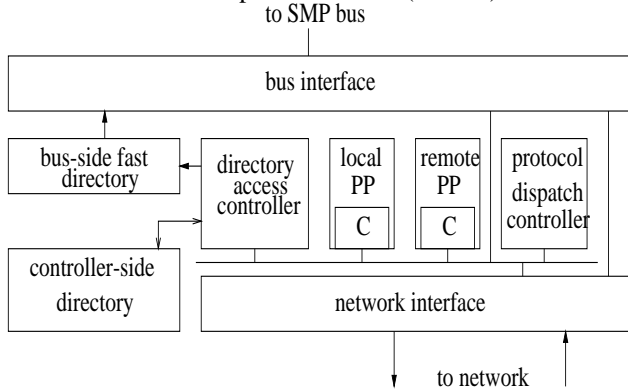 to SMP bus
bus interface
bus-side fast
directory
directory
access
controller
local
PP
C
remote
PP
C
protocol
dispatch
controller
controller-side
directory
network interface
to network